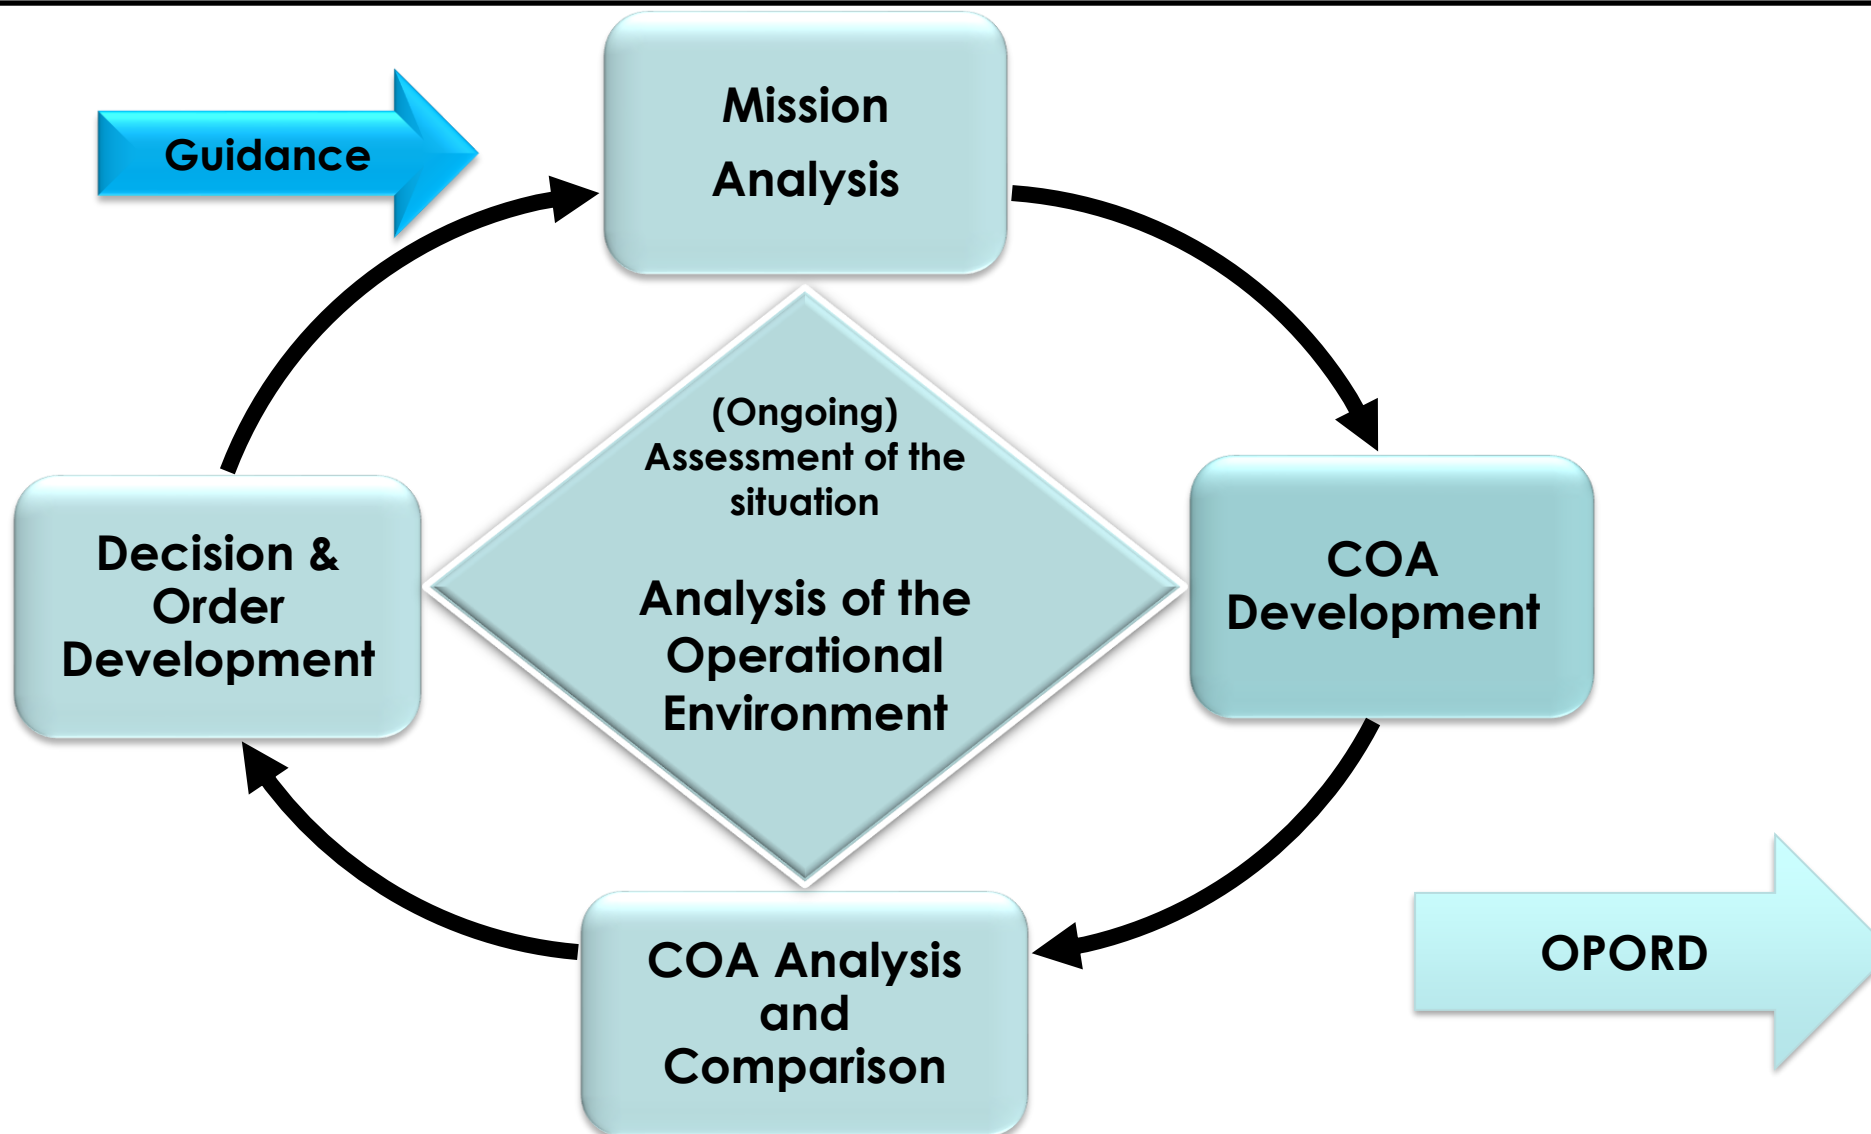 Guidance
Mission
Analysis
(Ongoing)
Assessment of the
situation
Analysis of the
Operational
Environment
Decision &
Order
Development
COA
Development
COA Analysis
and
Comparison
OPORD